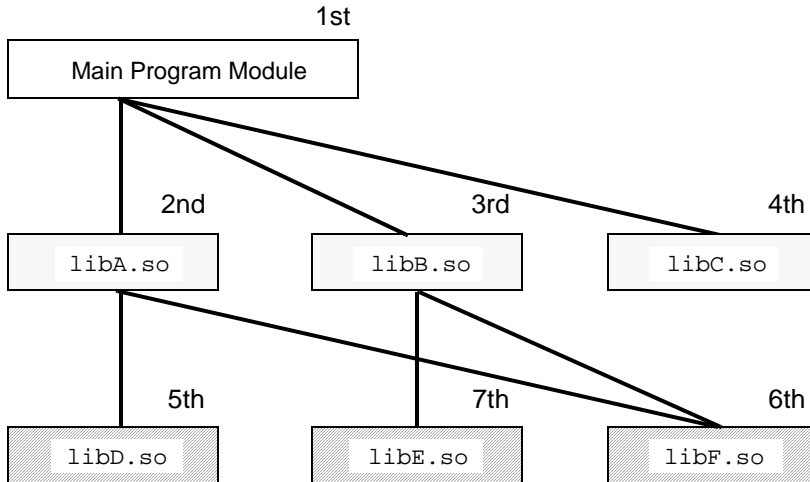 1st
Main Program Module
2nd
3rd
4th
libA.so
libB.so
libC.so
5th
7th
6th
libD.so
libE.so
libF.so